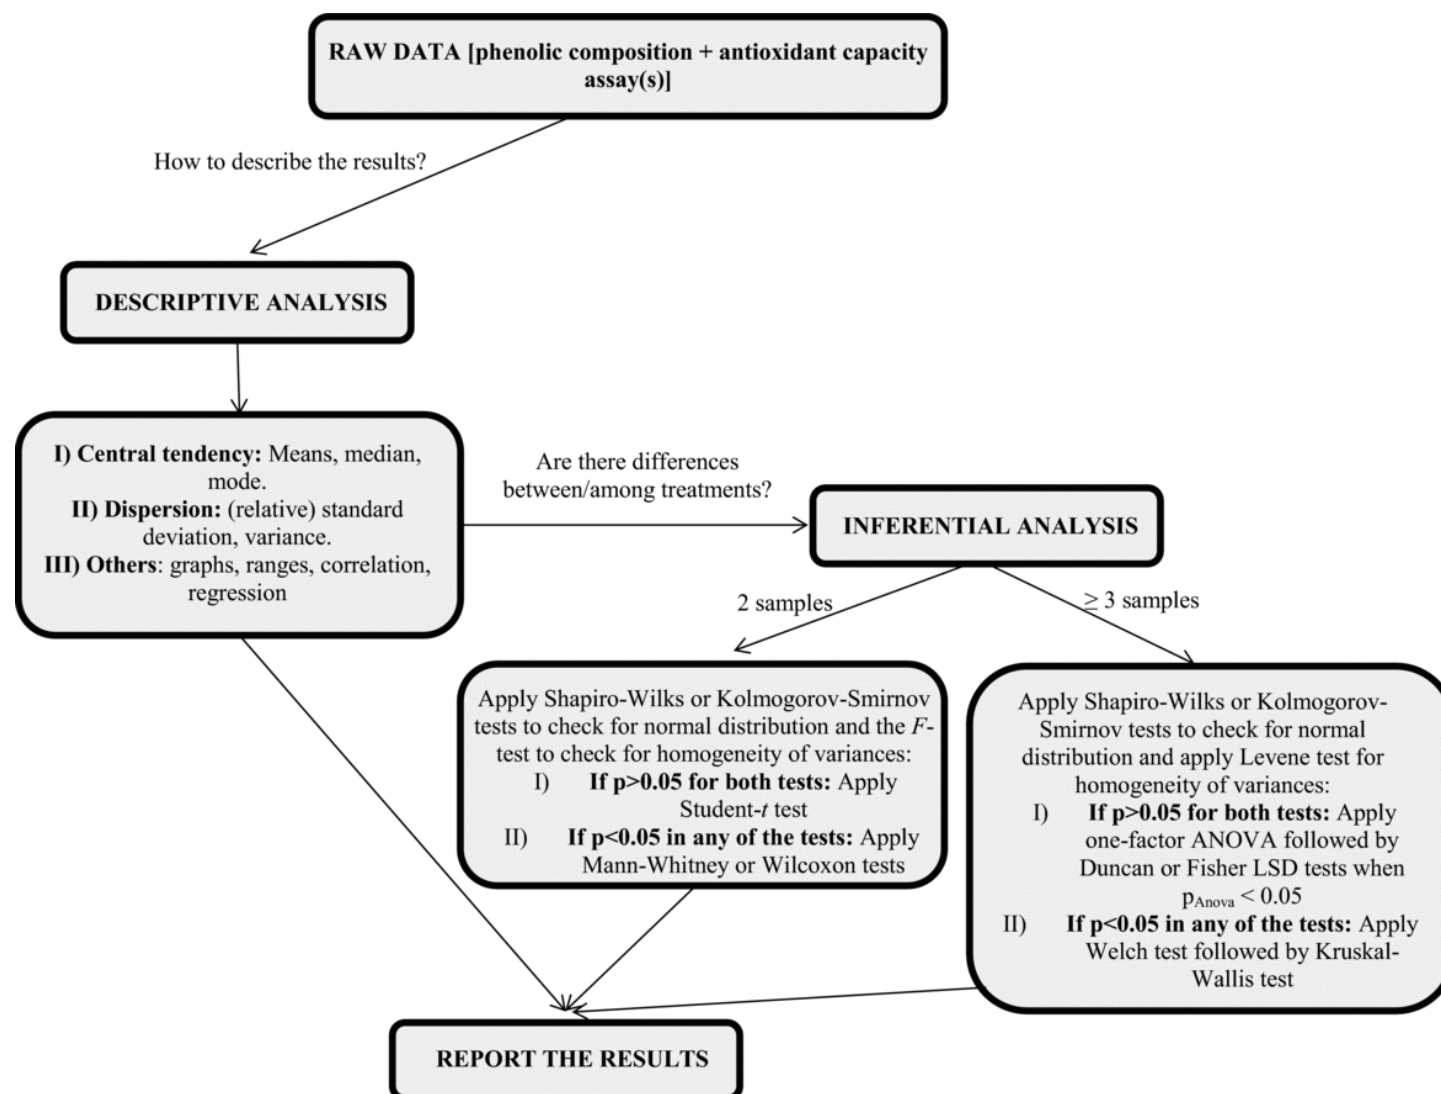 RAW DATA [phenolic composition + antioxidant capacity
assay(s)]
How to describe the results?
DESCRIPTIVE ANALYSIS
I) Central tendency: Means, median,
mode.
II) Dispersion: (relative) standard
deviation, variance.
III) Others: graphs, ranges, correlation,
regression
Are there differences
between/among treatments?
INFERENTIAL ANALYSIS
2 samples
≥ 3 samples
Apply Shapiro-Wilks or Kolmogorov-Smirnov
tests to check for normal distribution and the F-
test to check for homogeneity of variances:
I) If p>0.05 for both tests: Apply
Student-t test
II) If p<0.05 in any of the tests: Apply
Mann-Whitney or Wilcoxon tests
Apply Shapiro-Wilks or Kolmogorov-
Smirnov tests to check for normal
distribution and apply Levene test for
homogeneity of variances:
I) If p>0.05 for both tests: Apply
one-factor ANOVA followed by
Duncan or Fisher LSD tests when
pAnova < 0.05
II) If p<0.05 in any of the tests: Apply
Welch test followed by Kruskal-
Wallis test
REPORT THE RESULTS